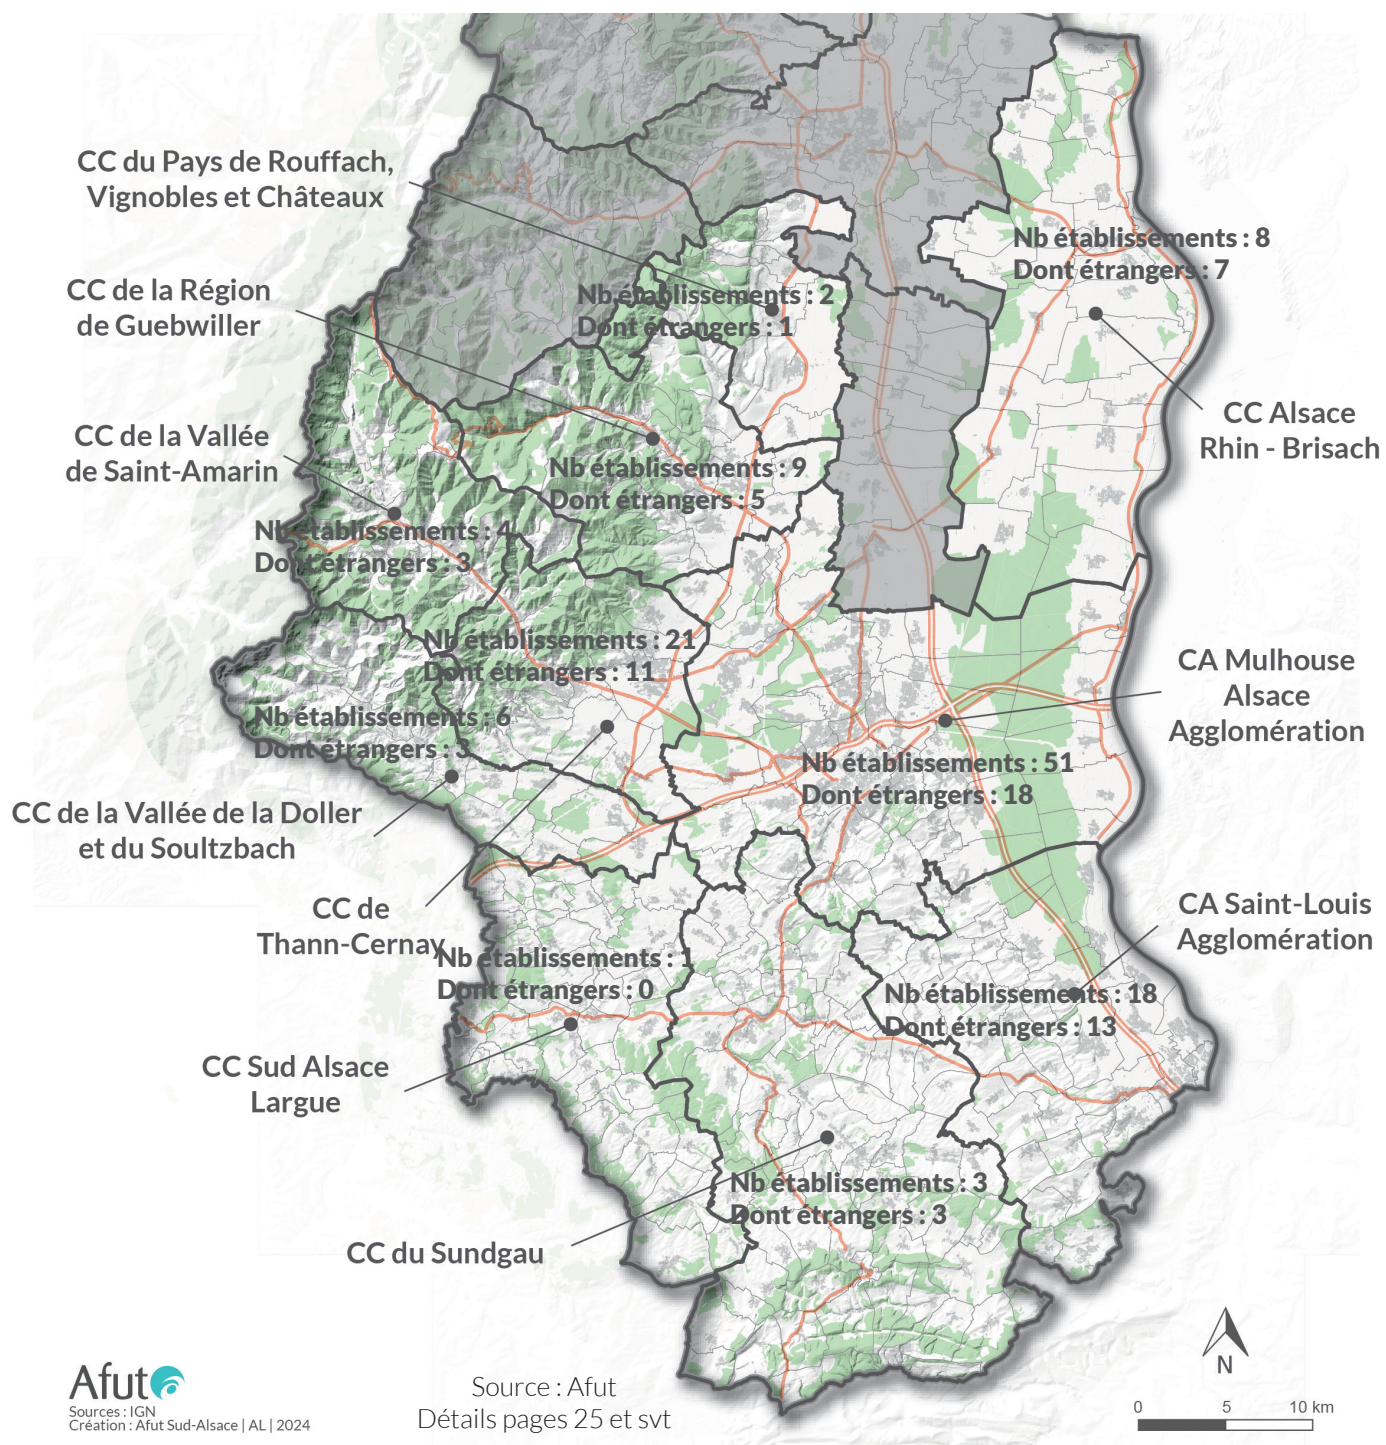 CC du Pays de Rouffach,
Vignobles et Châteaux
Nb établissements : 8
Dont étrangers : 7
CC de la Région
de Guebwiller
Nb établissements : 2
Dont étrangers : 1
CC Alsace
Rhin - Brisach
CC de la Vallée
de Saint-Amarin
Nb établissements : 9
Dont étrangers : 5
Nb établissements : 4
Dont étrangers : 3
Nb établissements : 21
Dont étrangers : 11
CA Mulhouse
Alsace
Agglomération
Nb établissements : 6
Dont étrangers : 3
Nb établissements : 51
Dont étrangers : 18
CC de la Vallée de la Doller
et du Soultzbach
CC de
Thann-Cernay
CA Saint-Louis
Agglomération
Nb établissements : 1
Dont étrangers : 0
Nb établissements : 18
Dont étrangers : 13
CC Sud Alsace
Largue
Nb établissements : 3
Dont étrangers : 3
CC du Sundgau
N
Afut
Sources : IGN
Création : Afut Sud-Alsace | AL | 2024
Source : Afut
Détails pages 25 et svt
0 5 10 km